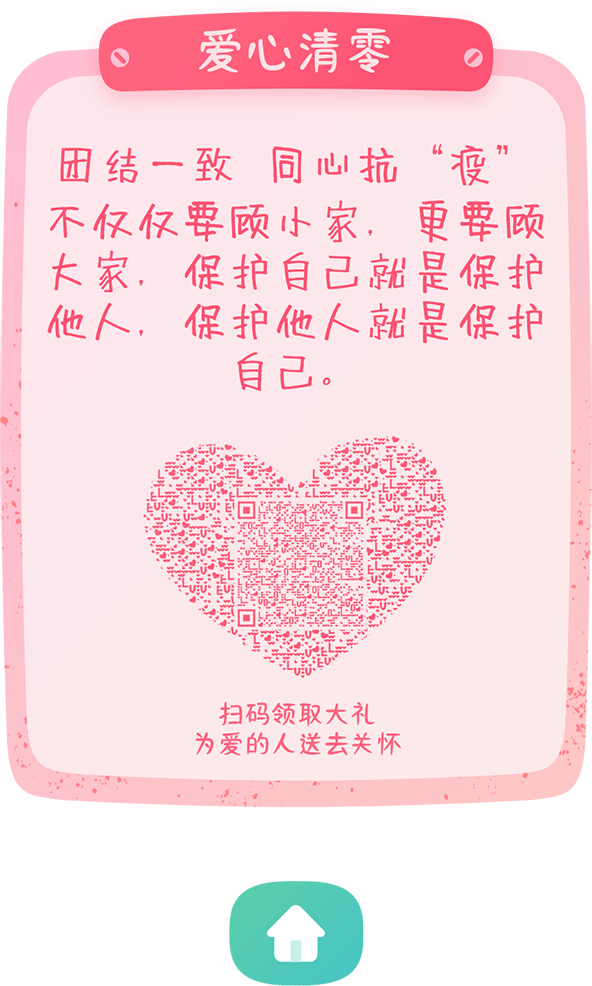 爱心清零
团结一致 同心抗“疫”
不仅仅要顾小家，更要顾
大家，保护自己就是保护
他人，保护他人就是保护
自己。
扫码领取大礼
为爱的人送去关怀